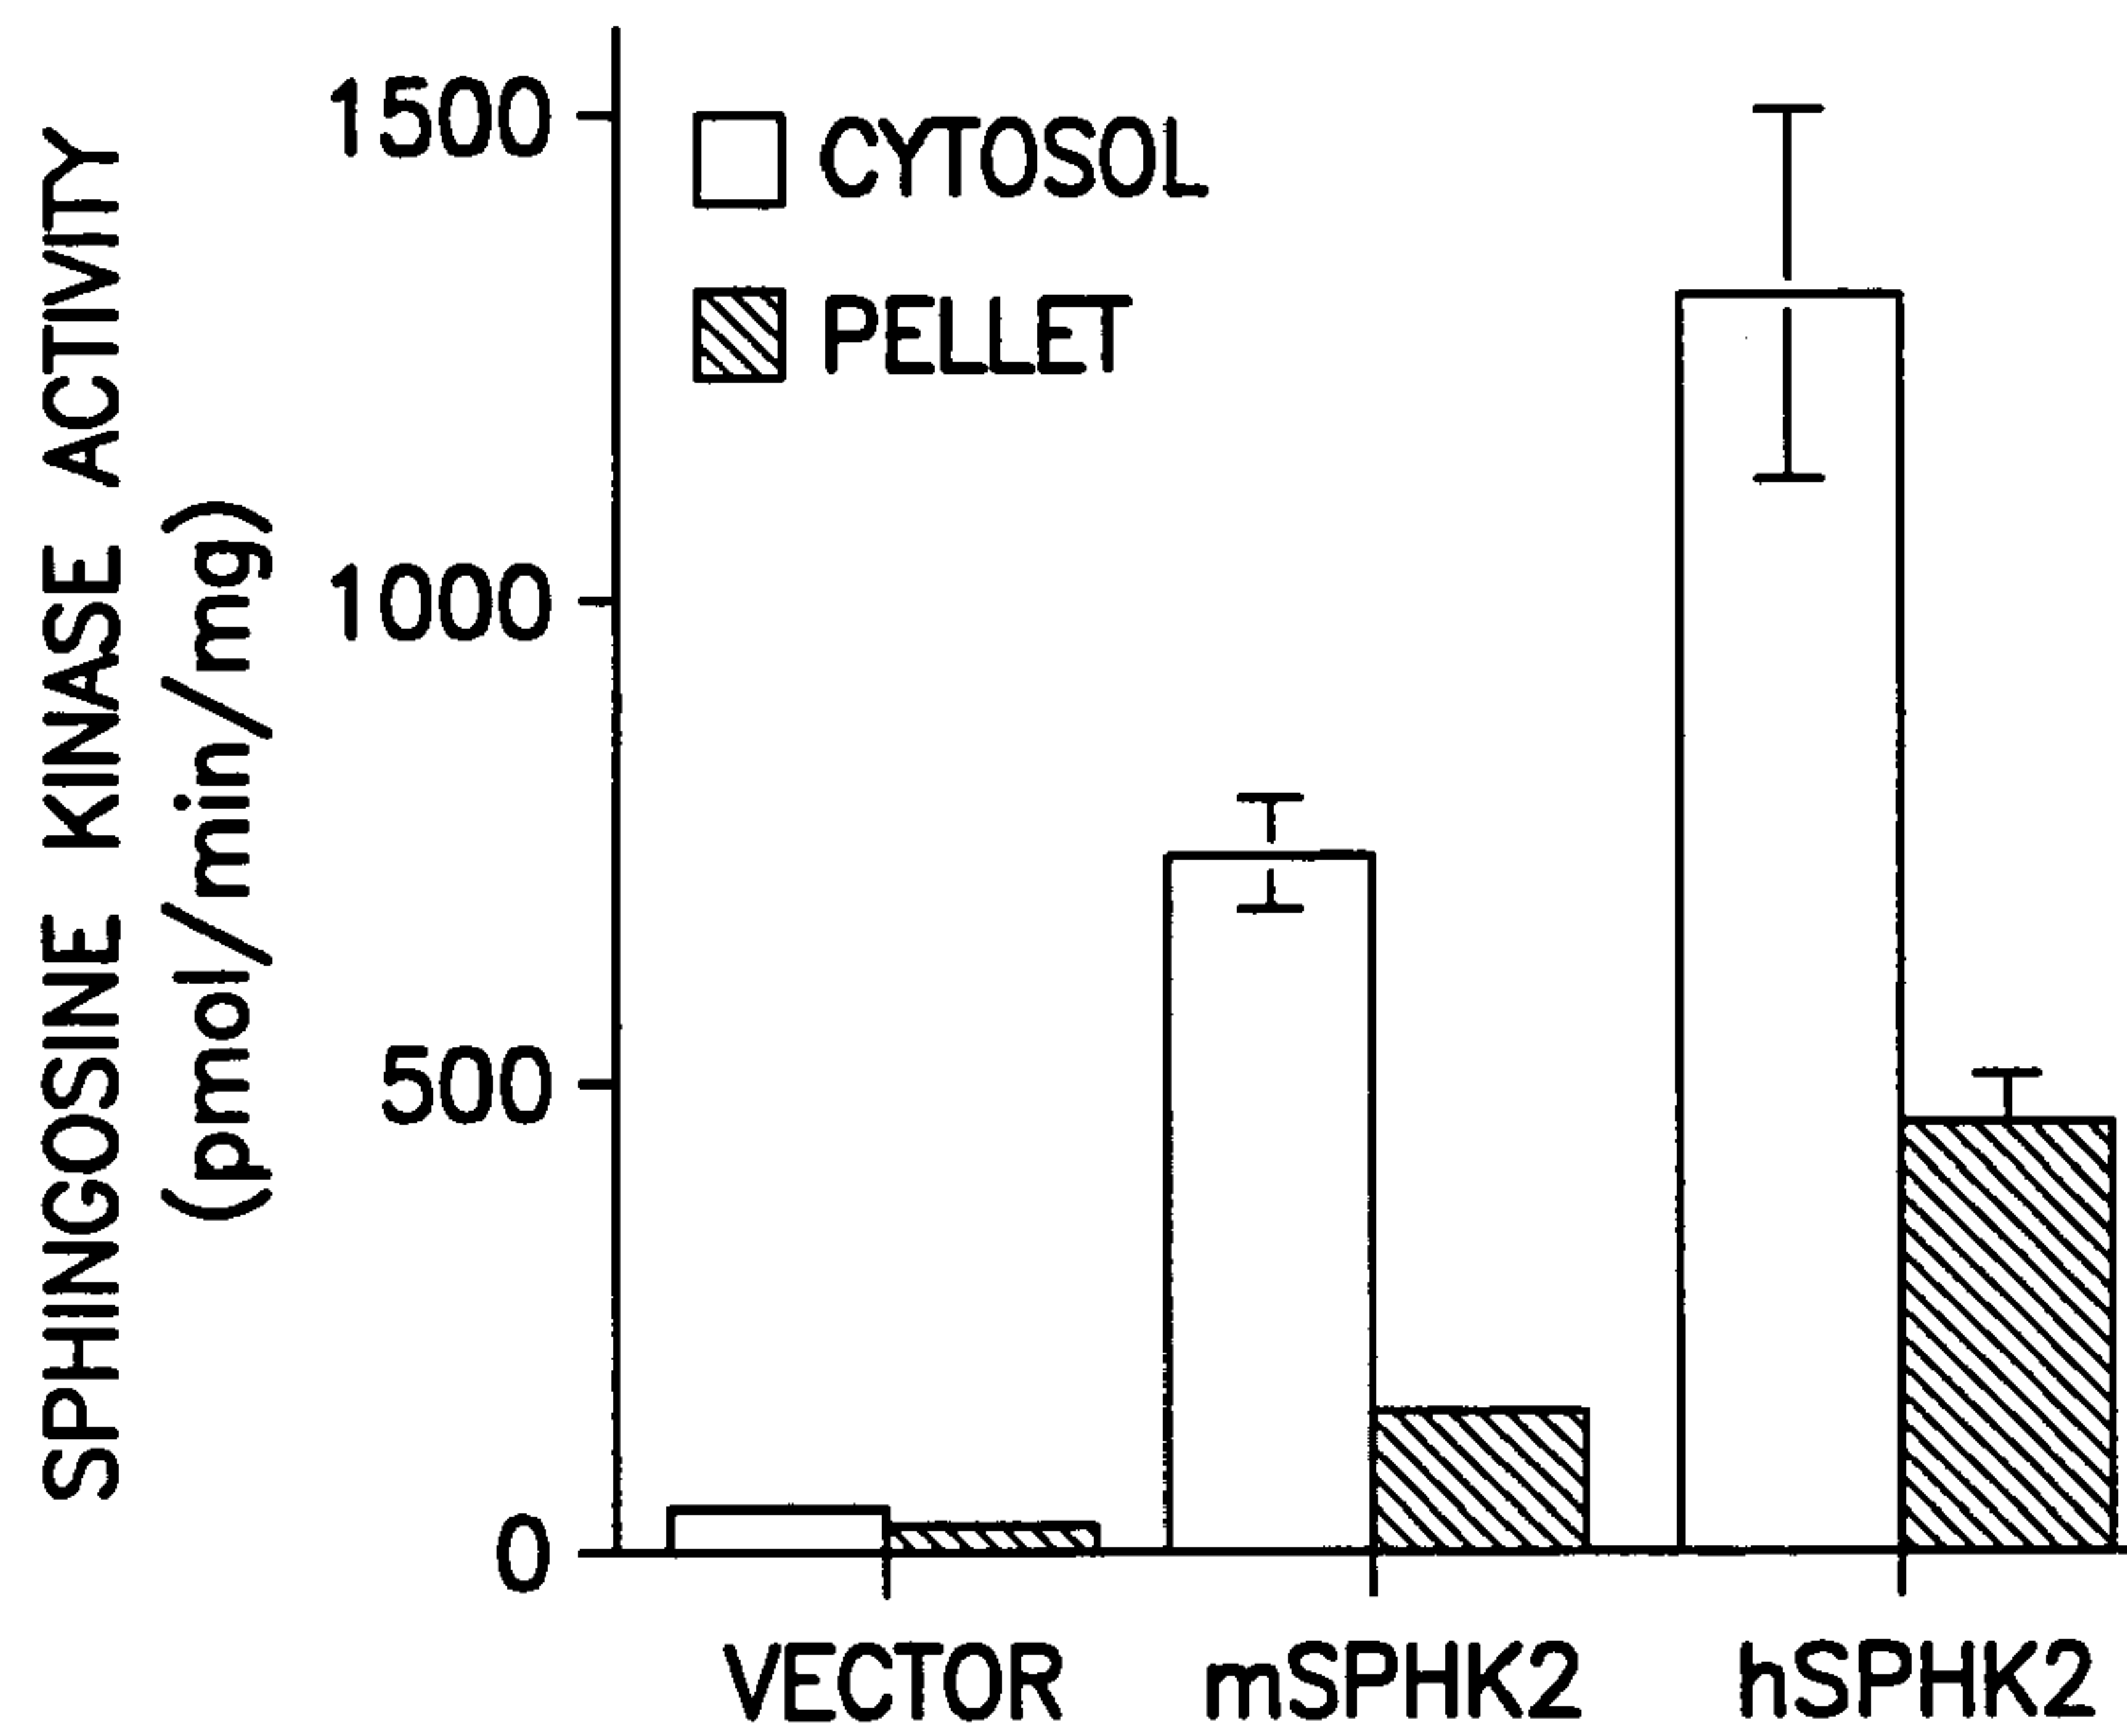 SPHINGOSINE KINASE ACTIVITY
(pmol/min/mg)
1500
1000
500
0
CYTOSOL
PELLET
VECTOR
mSPHK2
hSPHK2